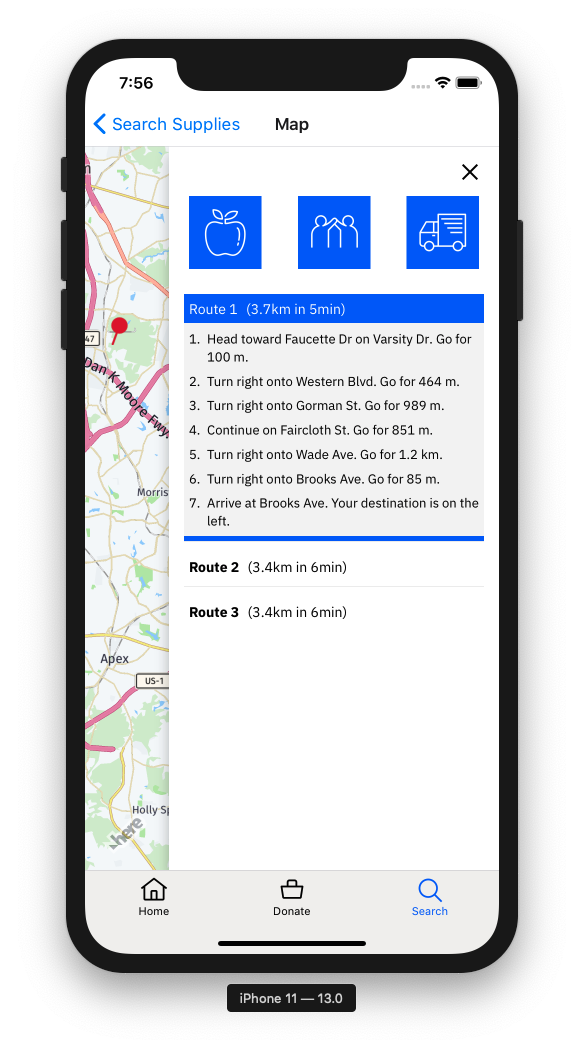 7:56
Search Supplies
Map
47
Dan K Moore Fwy
Morris
Apex
US-1
Holly Sp
here
Route 1 (3.7km in 5min)
1. Head toward Faucette Dr on Varsity Dr. Go for
100 m.
2. Turn right onto Western Blvd. Go for 464 m.
3. Turn right onto Gorman St. Go for 989 m.
4. Continue on Faircloth St. Go for 851 m.
5. Turn right onto Wade Ave. Go for 1.2 km.
6. Turn right onto Brooks Ave. Go for 85 m.
7. Arrive at Brooks Ave. Your destination is on the
left.
Route 2 (3.4km in 6min)
Route 3 (3.4km in 6min)
Home
Donate
Search
iPhone 11 — 13.0